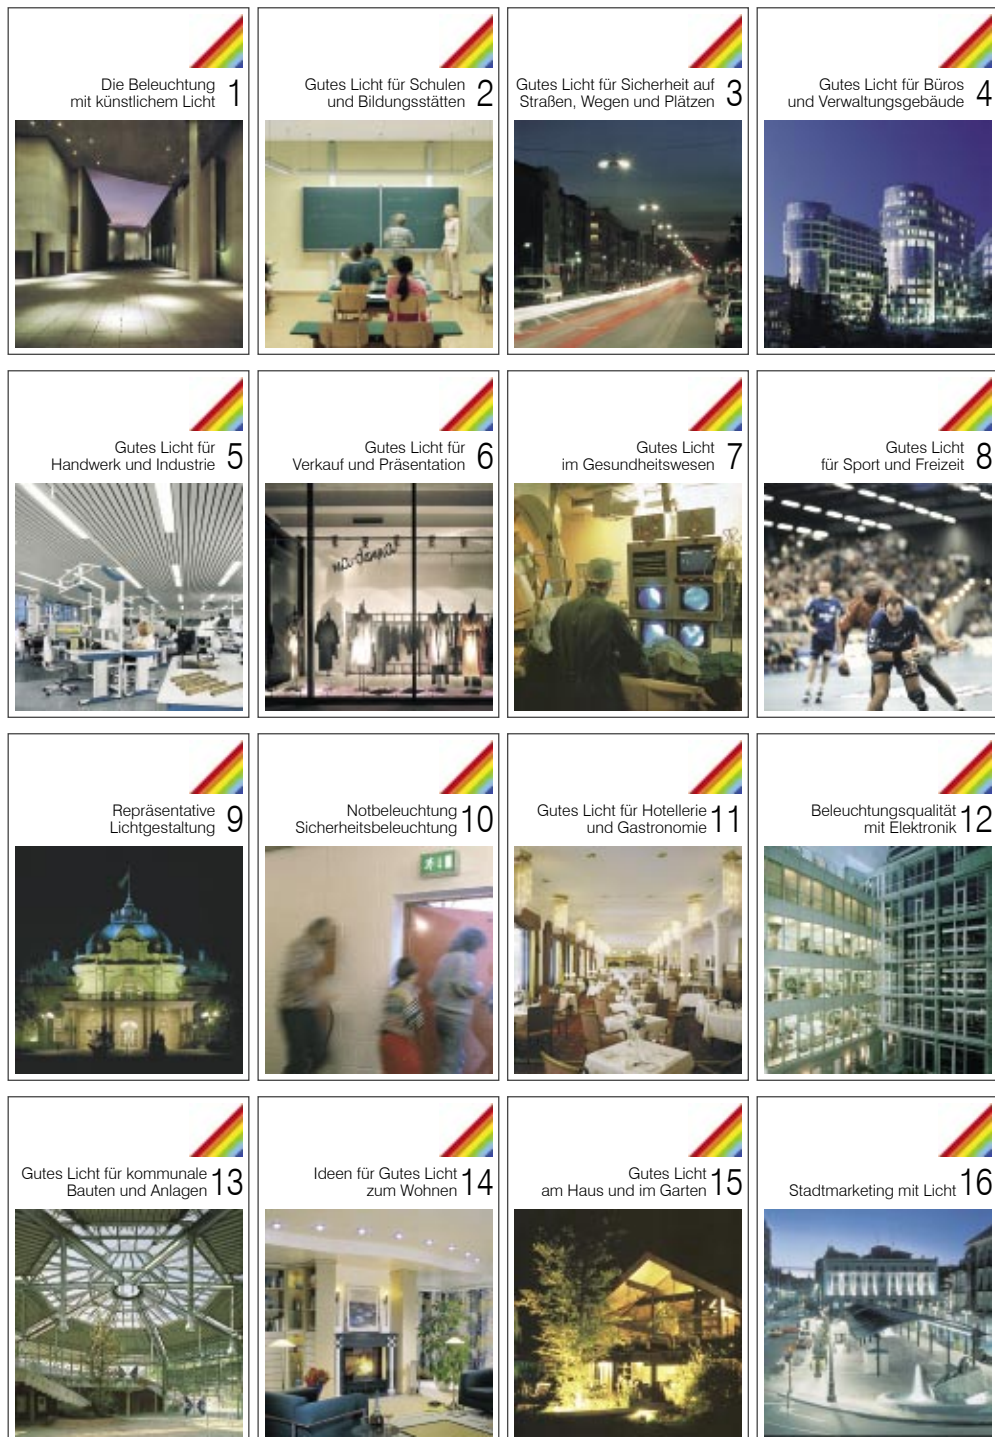 Die Beleuchtung
mit künstlichem Licht 1
Gutes Licht für Schulen
und Bildungsstätten 2
Gutes Licht für Sicherheit auf
Straßen, Wegen und Plätzen 3
Gutes Licht für Büros
und Verwaltungsgebäude 4
Gutes Licht für
Handwerk und Industrie 5
Gutes Licht für
Verkauf und Präsentation 6
na-donna
Gutes Licht
im Gesundheitswesen 7
Gutes Licht
für Sport und Freizeit 8
Repräsentative
Lichtgestaltung 9
Notbeleuchtung
Sicherheitsbeleuchtung 10
Gutes Licht für Hotellerie
und Gastronomie 11
Beleuchtungsqualität
mit Elektronik 12
Gutes Licht für kommunale
Bauten und Anlagen 13
Ideen für Gutes Licht
zum Wohnen 14
Gutes Licht
am Haus und im Garten 15
Stadtmarketing mit Licht 16